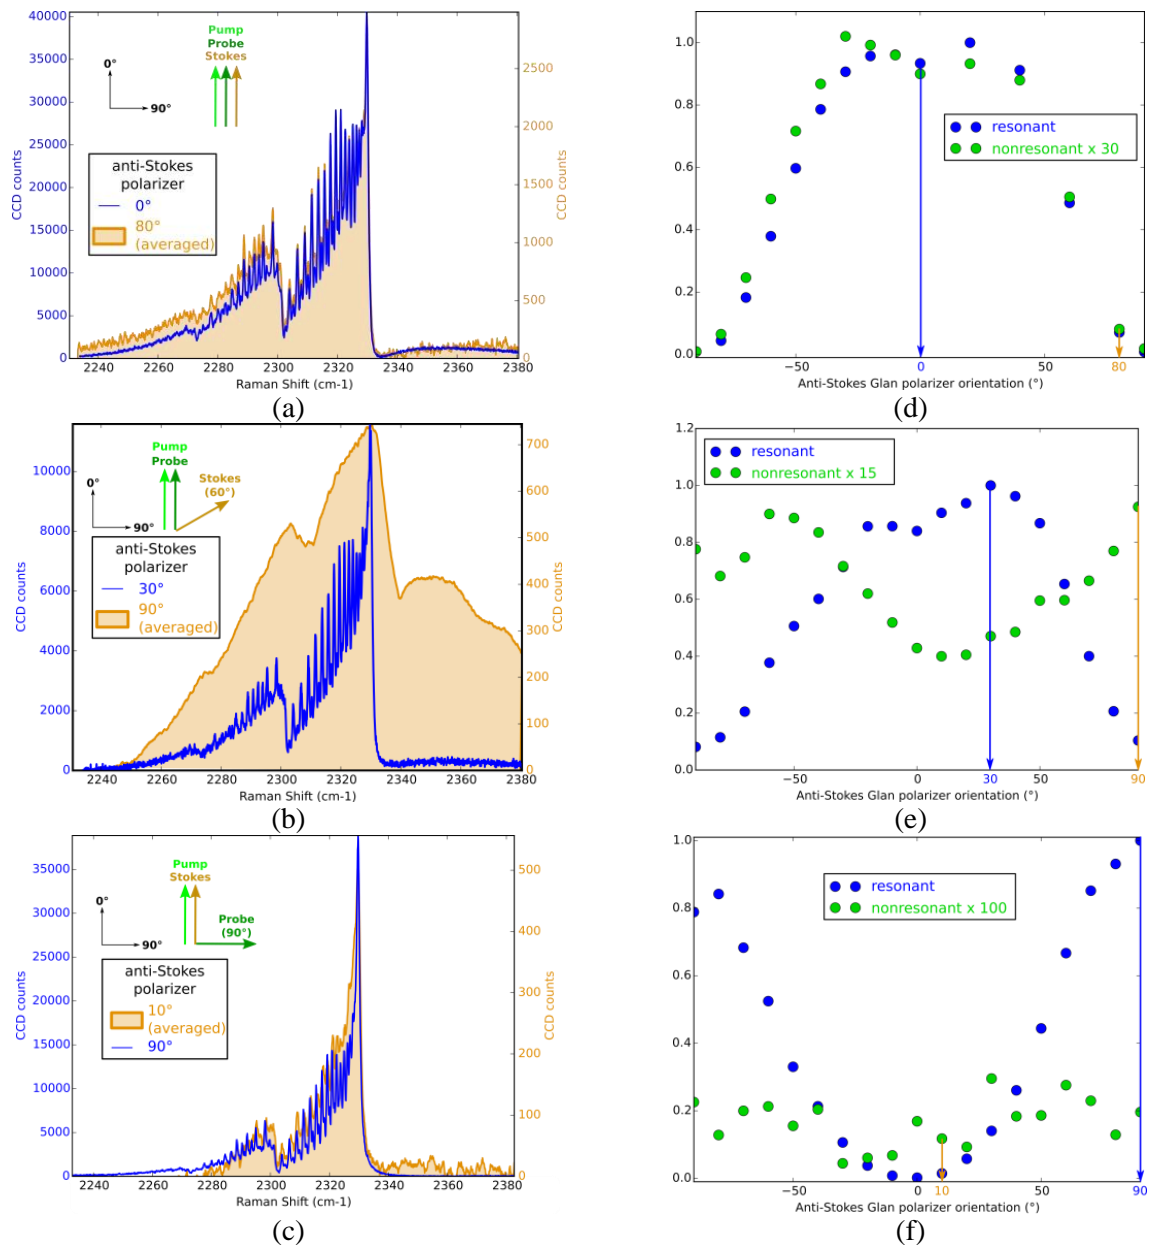 40000
35000
30000
25000
20000
15000
10000
5000
0
CCD counts
Pump
Probe
Stokes
0°
90°
anti-Stokes
polarizer
0°
80°
(averaged)
2500
2000
1500
1000
500
0
CCD counts
2240 2260 2280 2300 2320 2340 2360 2380
Raman Shift (cm-1)
(a)
1.0
0.8
0.6
0.4
0.2
0.0
resonant
nonresonant x 30
−50 0 50 80
Anti-Stokes Glan polarizer orientation (°)
(d)
10000
8000
6000
4000
2000
0
CCD counts
Pump
Probe
Stokes
(60°)
0°
90°
anti-Stokes
polarizer
30°
90°
(averaged)
700
600
500
400
300
200
100
0
CCD counts
2240 2260 2280 2300 2320 2340 2360 2380
Raman Shift (cm-1)
(b)
1.2
1.0
0.8
0.6
0.4
0.2
0.0
resonant
nonresonant x 15
−50 0 30 50 90
Anti-Stokes Glan polarizer orientation (°)
(e)
35000
30000
25000
20000
15000
10000
5000
0
CCD counts
Pump
Stokes
Probe
(90°)
0°
90°
anti-Stokes
polarizer
10°
(averaged)
90°
500
400
300
200
100
0
CCD counts
2240 2260 2280 2300 2320 2340 2360 2380
Raman Shift (cm-1)
(c)
1.0
0.8
0.6
0.4
0.2
0.0
resonant
nonresonant x 100
−50 0 10 50 90
Anti-Stokes Glan polarizer orientation (°)
(f)